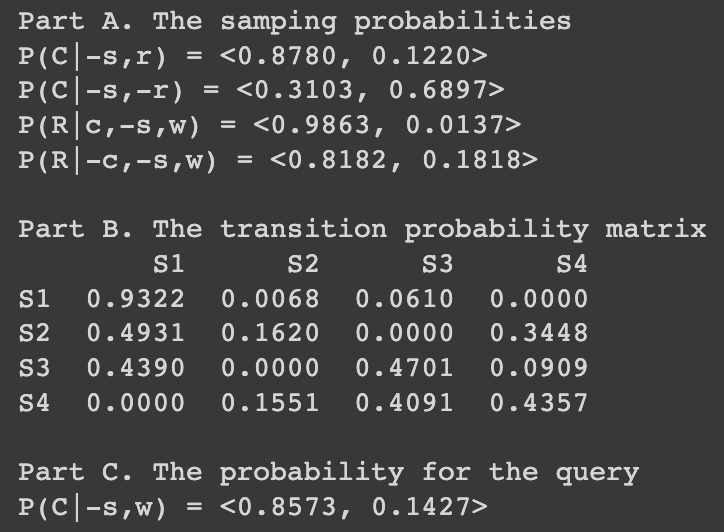 Part A. The samping probabilities
P(C|-s,r) = <0.8780, 0.1220>
P(C|-s,-r) = <0.3103, 0.6897>
P(R|c,-s,w) = <0.9863, 0.0137>
P(R|-c,-s,w) = <0.8182, 0.1818>
Part B. The transition probability matrix
S1 S2 S3 S4
S1 0.9322 0.0068 0.0610 0.0000
S2 0.4931 0.1620 0.0000 0.3448
S3 0.4390 0.0000 0.4701 0.0909
S4 0.0000 0.1551 0.4091 0.4357
Part C. The probability for the query
P(C|-s,w) = <0.8573, 0.1427>